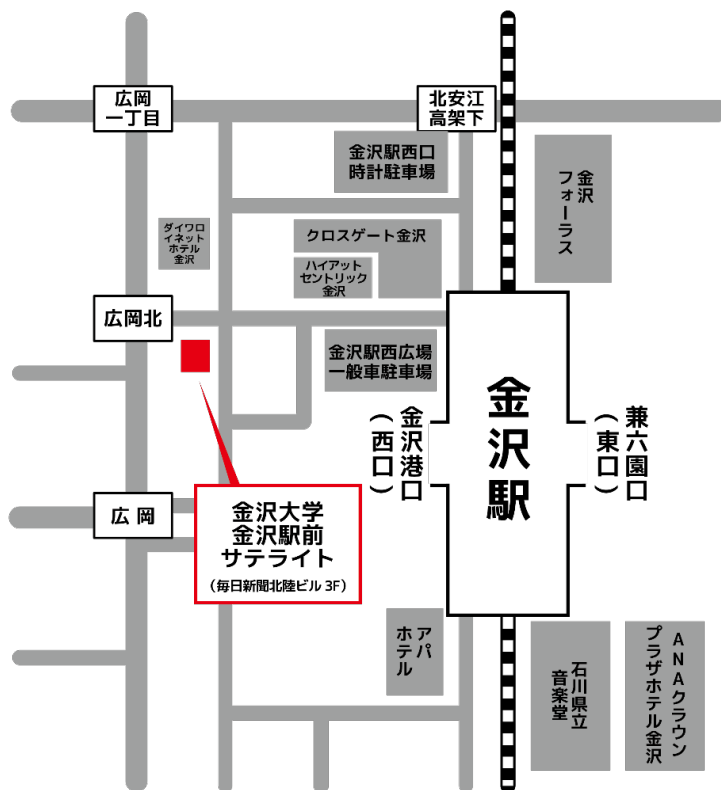 広岡
一丁目
北安江
高架下
金沢駅西口
時計駐車場
金沢
フォーラス
ダイワロ
イネット
ホテル
金沢
クロスゲート金沢
ハイアット
セントリック
金沢
広岡北
金沢駅西広場
一般車駐車場
金沢駅
金沢港口
(西口)
兼六園口
(東口)
広岡
金沢大学
金沢駅前
サテライト
(毎日新聞北陸ビル 3F)
アパ
ホテル
石川県立
音楽堂
ANAクラウン
プラザホテル金沢